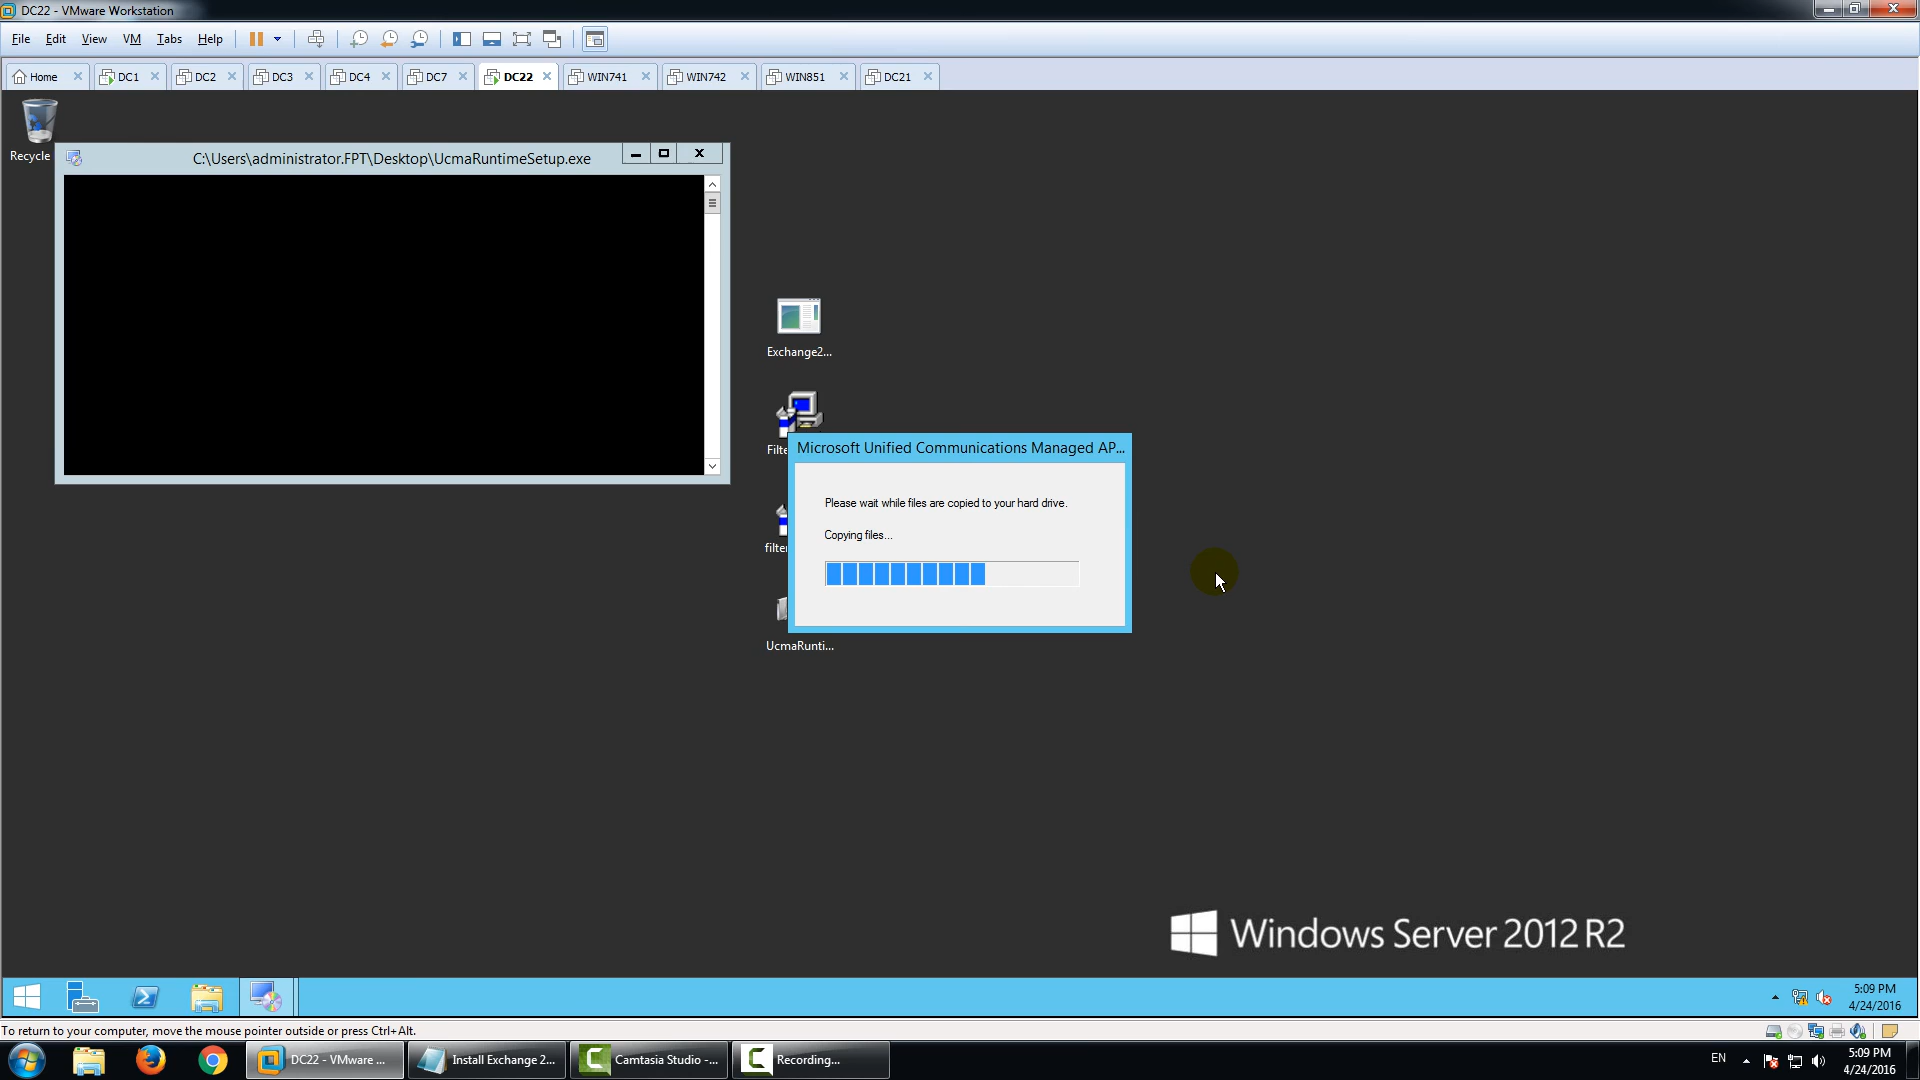 DC22 - VMware Workstation
File Edit View VM Tabs Help
Home DC1 DC2 DC3 DC4 DC7 DC22 WIN741 WIN742 WIN851 DC21
Recycle
C:\Users\administrator.FPT\Desktop\UcmaRuntimeSetup.exe
Exchange2...
Filte
Microsoft Unified Communications Managed AP...
Please wait while files are copied to your hard drive.
Copying files...
filter
UcmaRunti...
Windows Server 2012 R2
5:09 PM
4/24/2016
To return to your computer, move the mouse pointer outside or press Ctrl+Alt.
DC22 - VMware ... Install Exchange 2... Camtasia Studio -... Recording... EN
5:09 PM
4/24/2016